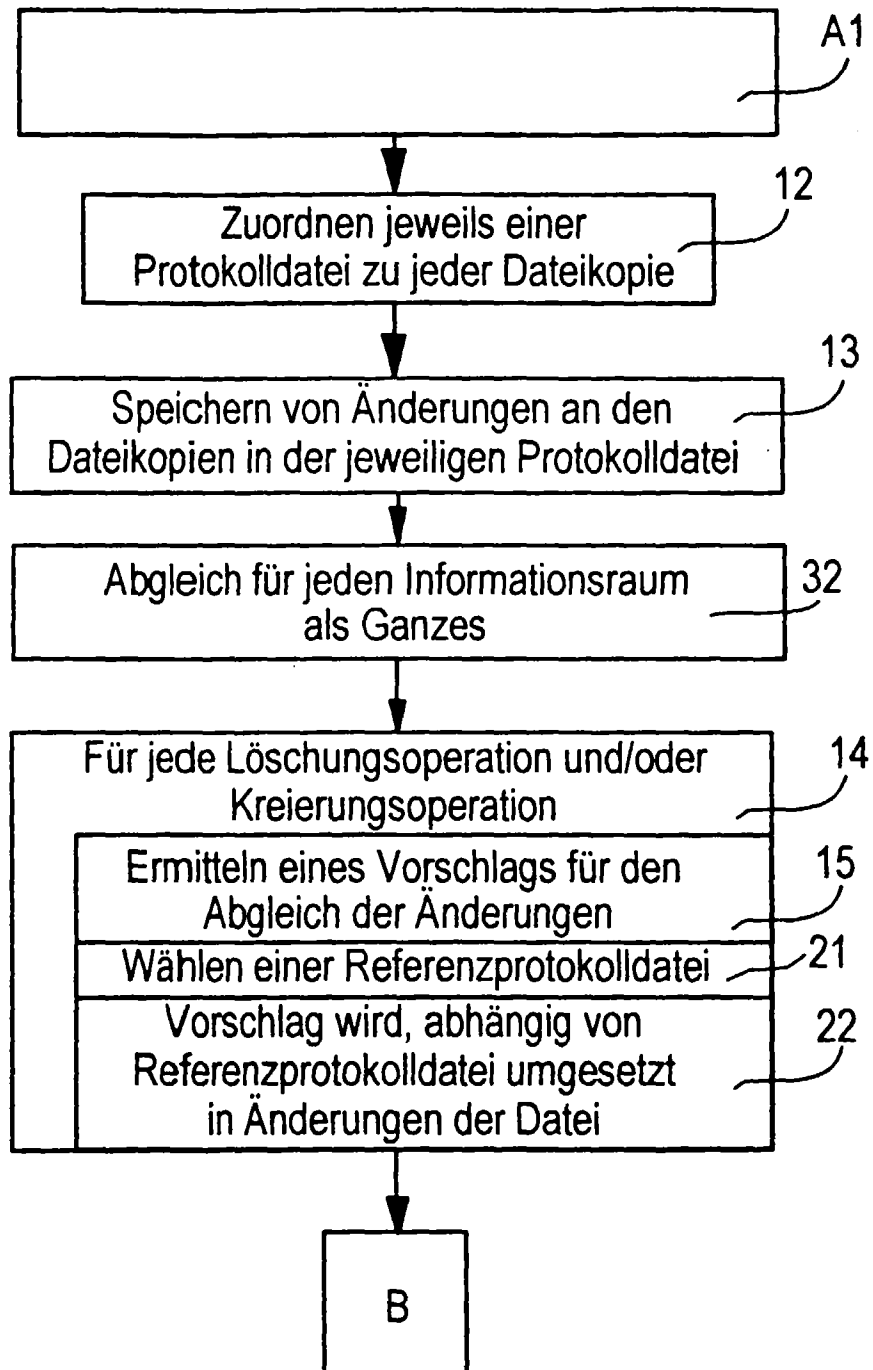 A1
12
Zuordnen jeweils einer
Protokolldatei zu jeder Dateikopie
13
Speichern von Änderungen an den
Dateikopien in der jeweiligen Protokolldatei
Abgleich für jeden Informationsraum
als Ganzes
32
Für jede Löschungsoperation und/oder
Kreierungsoperation
14
Ermitteln eines Vorschlags für den
Abgleich der Änderungen
15
Wählen einer Referenzprotokolldatei
21
Vorschlag wird, abhängig von
Referenzprotokolldatei umgesetzt
in Änderungen der Datei
22
B